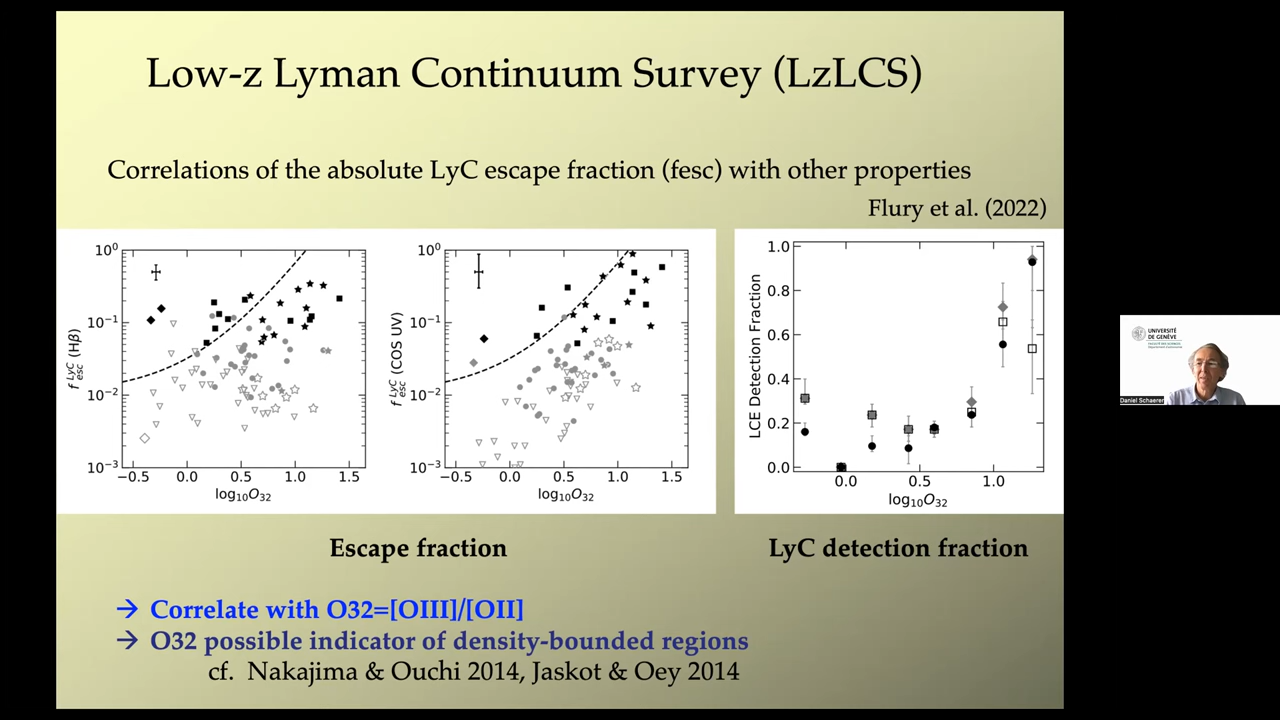 Low-z Lyman Continuum Survey (LzLCS)
Correlations of the absolute LyC escape fraction (fesc) with other properties
Flury et al. (2022)
10⁰
10⁻¹
10⁻²
10⁻³
f esc LyC (Hβ)
−0.5 0.0 0.5 1.0 1.5
log₁₀O₃₂
10⁰
10⁻¹
10⁻²
10⁻³
f esc LyC (COS UV)
−0.5 0.0 0.5 1.0 1.5
log₁₀O₃₂
1.0
0.8
0.6
0.4
0.2
0.0
LCE Detection Fraction
0.0 0.5 1.0
log₁₀O₃₂
Escape fraction
LyC detection fraction
→ Correlate with O32=[OIII]/[OII]
→ O32 possible indicator of density-bounded regions
cf. Nakajima & Ouchi 2014, Jaskot & Oey 2014
UNIVERSITÉ
DE GENÈVE
Daniel Schaerer